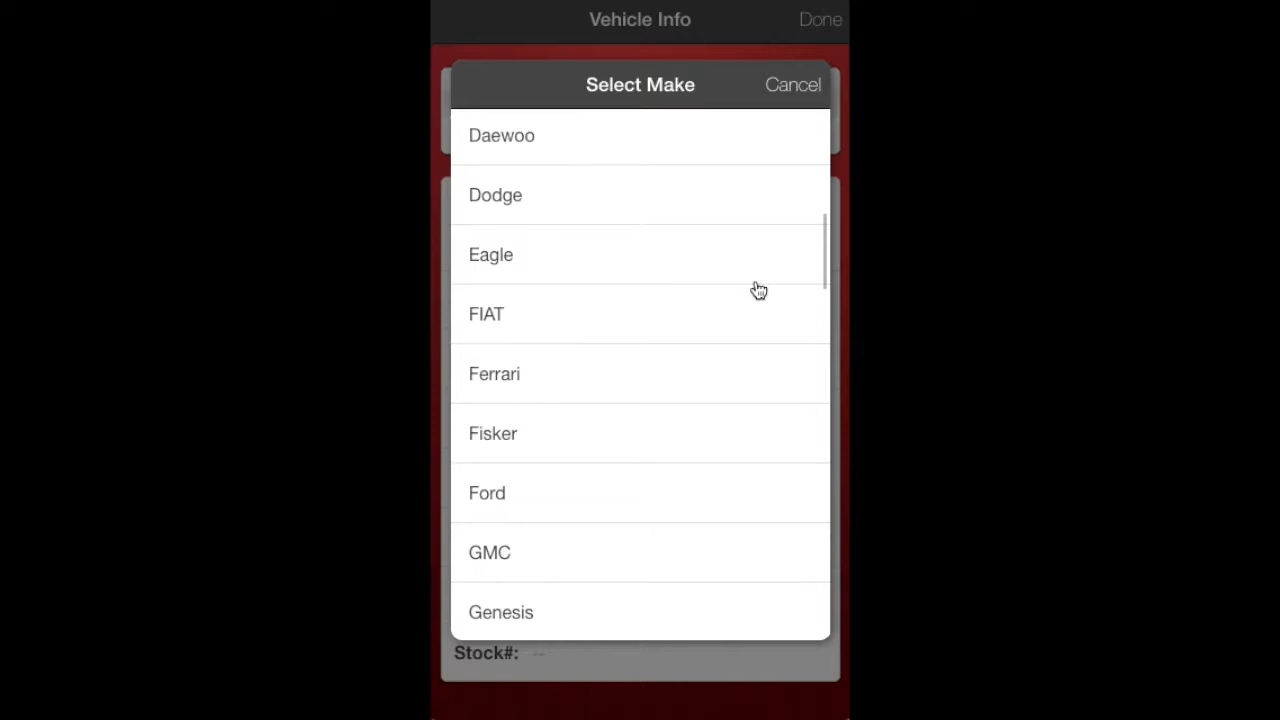 Vehicle Info Done
Select Make Cancel
Daewoo
Dodge
Eagle
FIAT
Ferrari
Fisker
Ford
GMC
Genesis
Stock#: --